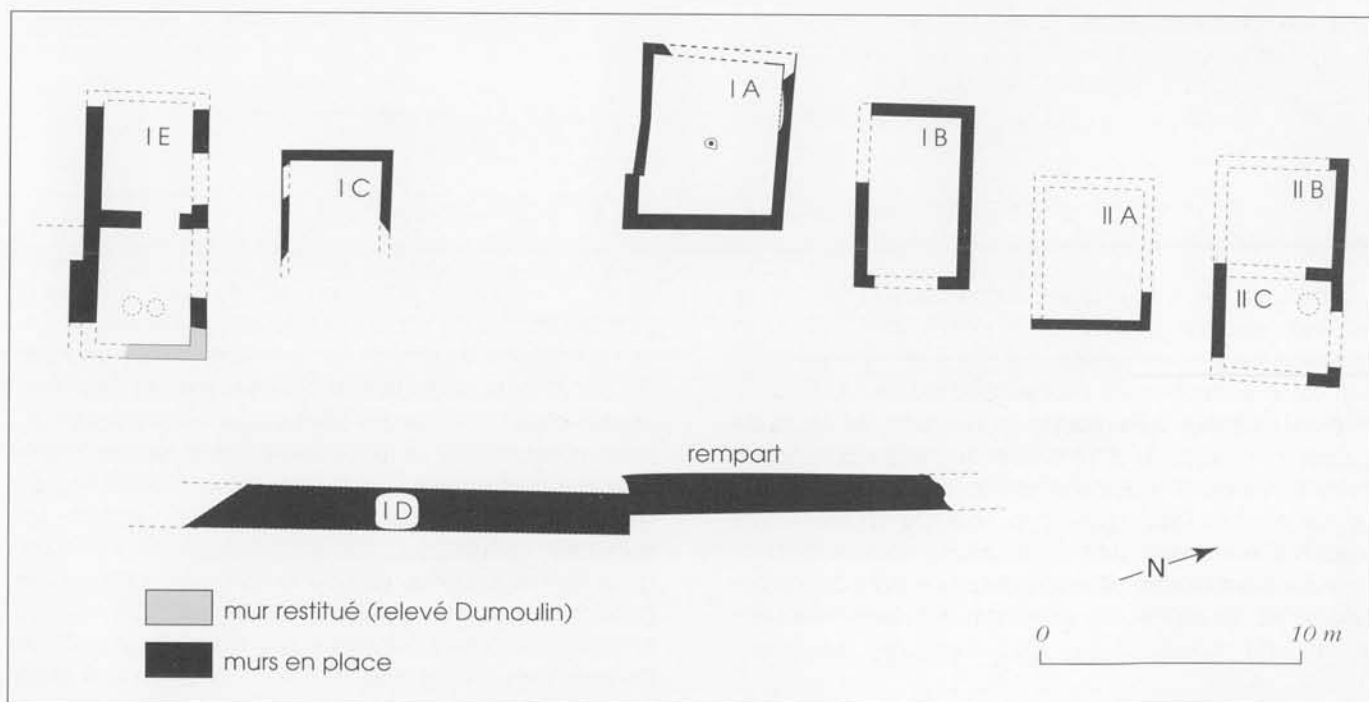 I E
I C
I A
I B
II A
II B
II C
rempart
I D
N
mur restitué (relevé Dumoulin)
murs en place
0 10 m